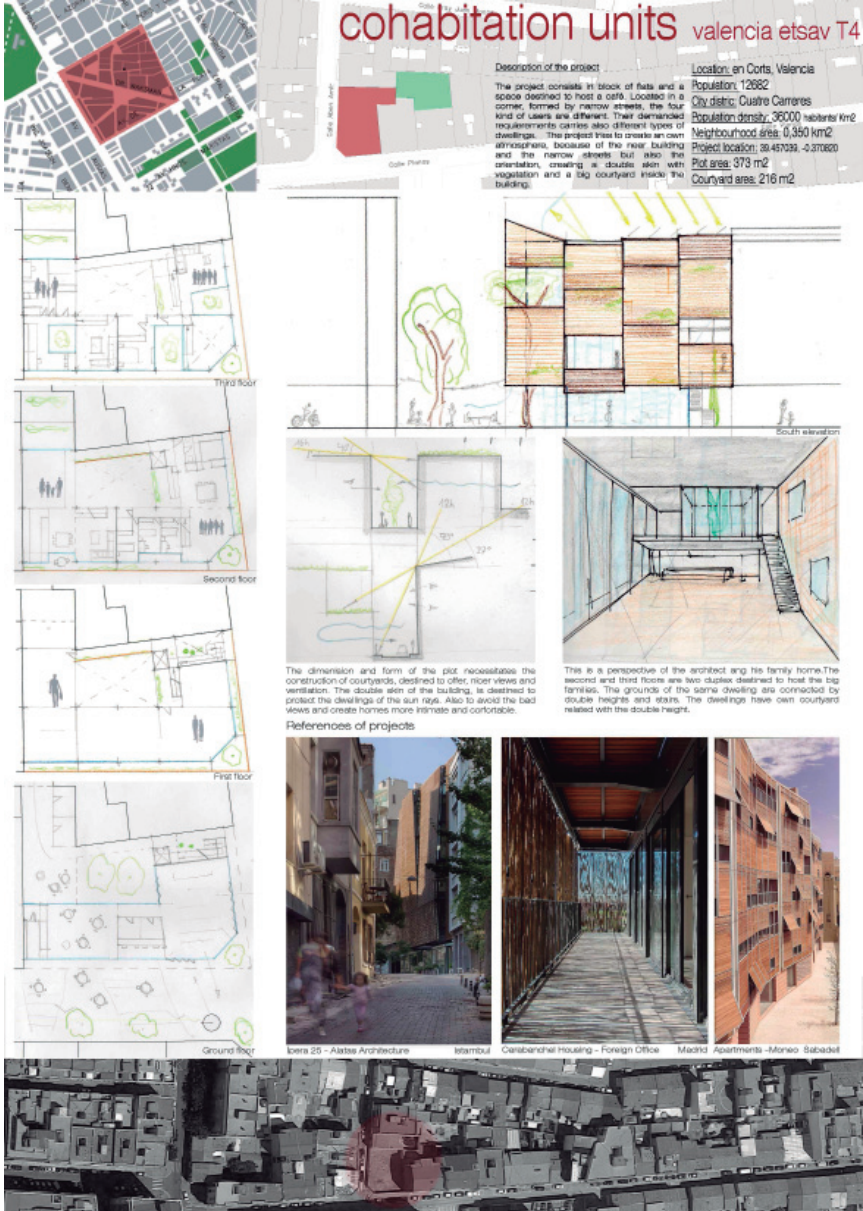 cohabitation units valencia etsav T4
Description of the project
The project consists in block of flats and a
space destined to host a café. Located in a
corner, formed by narrow streets, the four
kind of users are different. Their demanded
requierements carries also different types of
dwellings. The project tries to create an own
atmosphere, because of the near building
and the narrow streets but also the
orientation, creating a double skin with
vegetation and a big courtyard inside the
building.
Location: en Corts, Valencia
Population: 12682
City distric: Cuatre Carreres
Population density: 36000 habitants/ Km2
Neighbourhood area: 0,350 km2
Project location: 39.457039, -0.370820
Plot area: 373 m2
Courtyard area: 216 m2
Third floor
South elevation
Second floor
12h
12h
The dimenision and form of the plot necessitates the
construction of courtyards, destined to offer, nicer views and
ventilation. The double skin of the building, is destined to
protect the dwellings of the sun rays. Also to avoid the bad
views and create homes more intimate and confortable.
This is a perspective of the architect ang his family home.The
second and third floors are two duplex destined to host the big
families. The grounds of the same dwelling are connected by
double heights and stairs. The dwellings have own courtyard
related with the double height.
References of projects
First floor
Ground floor
Ipera 25 - Alatas Architecture Istambul
Carabanchel Housing - Foreign Office Madrid
Apartments -Moneo Sabadell